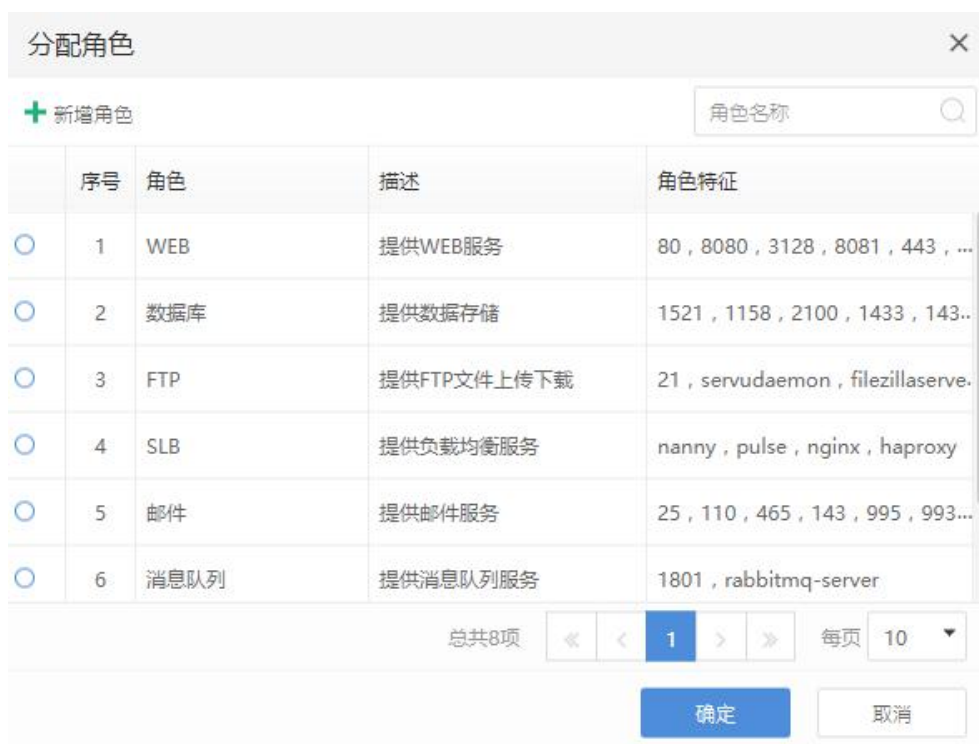 分配角色
新增角色 角色名称
序号 角色 描述 角色特征
1 WEB 提供WEB服务 80 , 8080 , 3128 , 8081 , 443 , ...
2 数据库 提供数据存储 1521 , 1158 , 2100 , 1433 , 143..
3 FTP 提供FTP文件上传下载 21 , servudaemon , filezillaserve.
4 SLB 提供负载均衡服务 nanny , pulse , nginx , haproxy
5 邮件 提供邮件服务 25 , 110 , 465 , 143 , 995 , 993...
6 消息队列 提供消息队列服务 1801 , rabbitmq-server
总共8项 « < 1 > » 每页 10
确定 取消